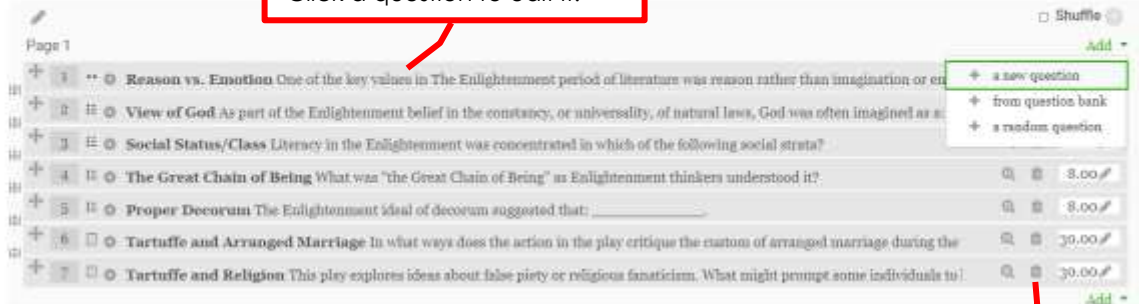 Click a question to edit it.
Shuffle
Page 1
Add
1 Reason vs. Emotion One of the key values in The Enlightenment period of literature was reason rather than imagination or em
a new question
2 View of God As part of the Enlightenment belief in the constancy, or universality, of natural laws, God was often imagined as a
from question bank
a random question
3 Social Status/Class Literacy in the Enlightenment was concentrated in which of the following social strata?
4 The Great Chain of Being What was "the Great Chain of Being" as Enlightenment thinkers understood it? 8.00
5 Proper Decorum The Enlightenment ideal of decorum suggested that: ____________________. 8.00
6 Tartuffe and Arranged Marriage In what ways does the action in the play critique the custom of arranged marriage during the 30.00
7 Tartuffe and Religion This play explores ideas about false piety or religious fanaticism. What might prompt some individuals to 30.00
Add